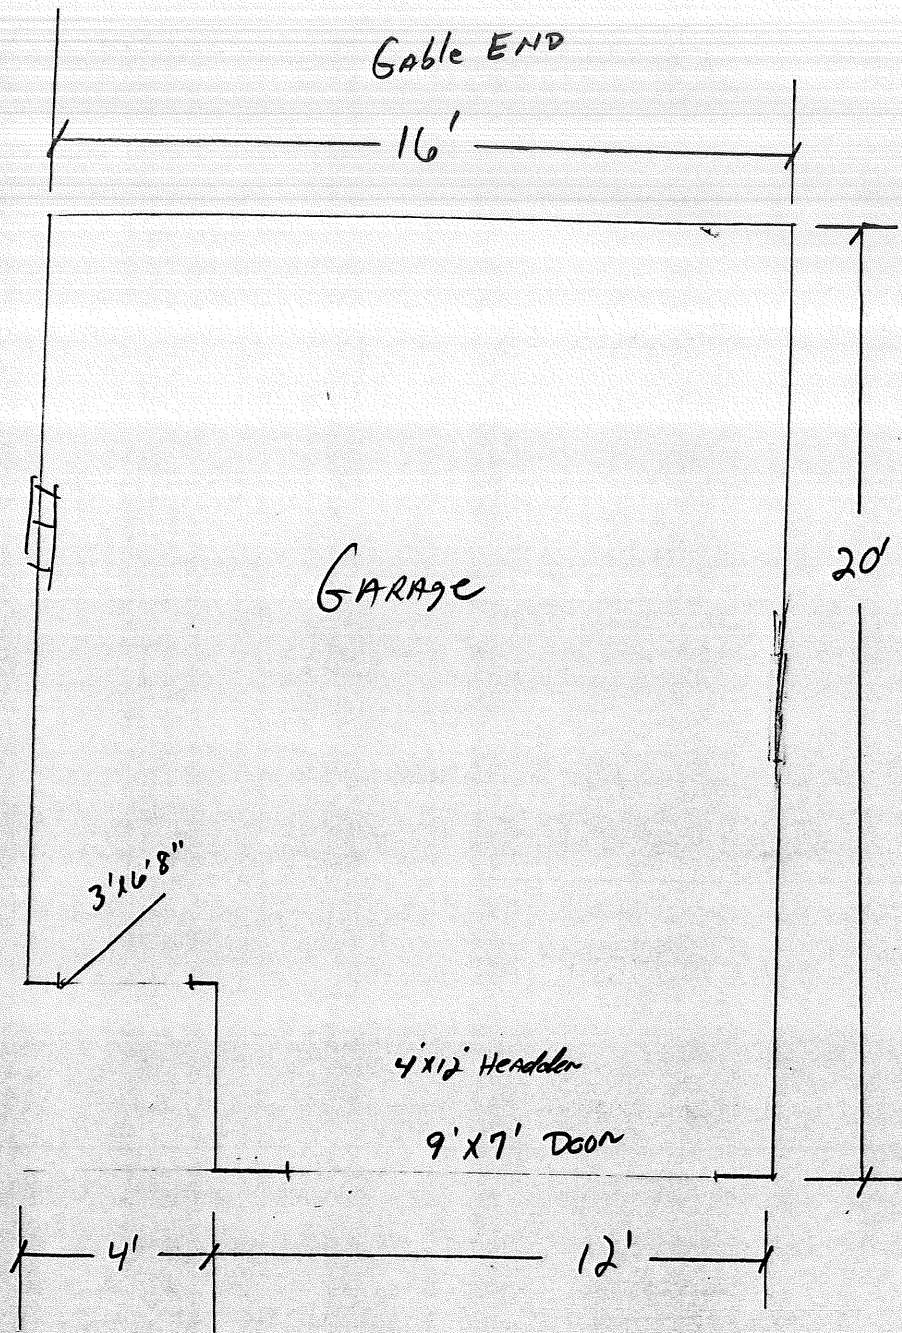 GAble END
16'
20'
GARAge
3'x6'8"
4"x12" Headder
9'x7' Door
4'
12'